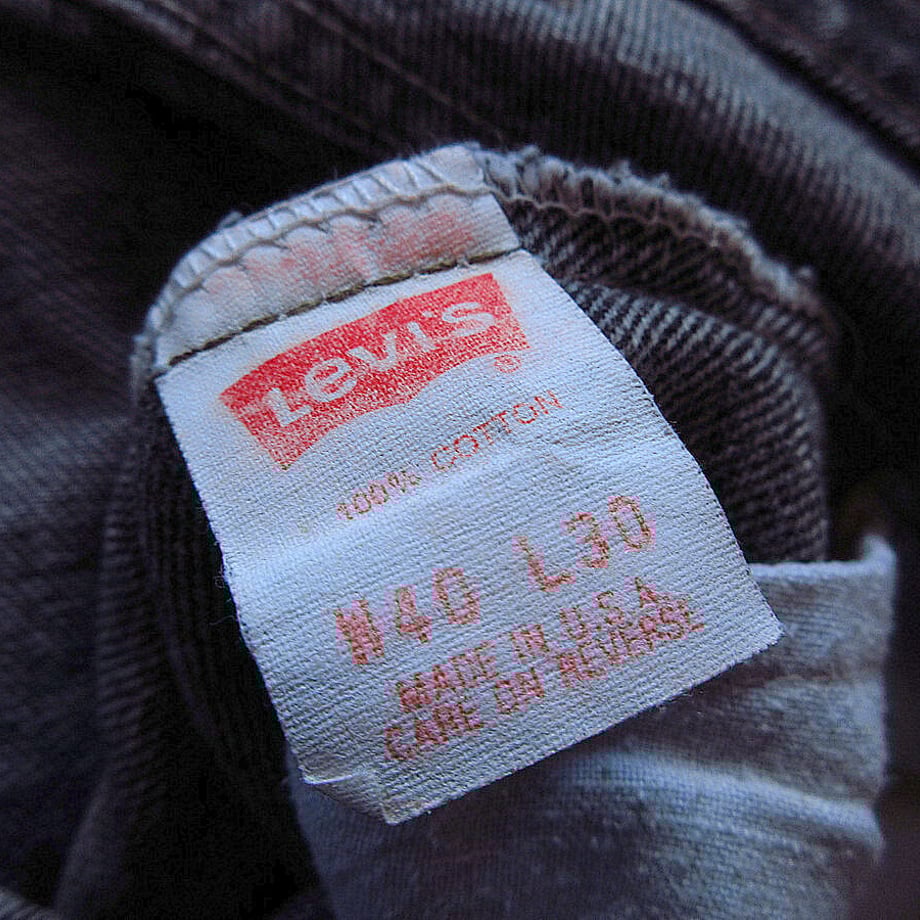 Levi's ®
100% COTTON
W40 L30
MADE IN U.S.A.
CARE ON REVERSE